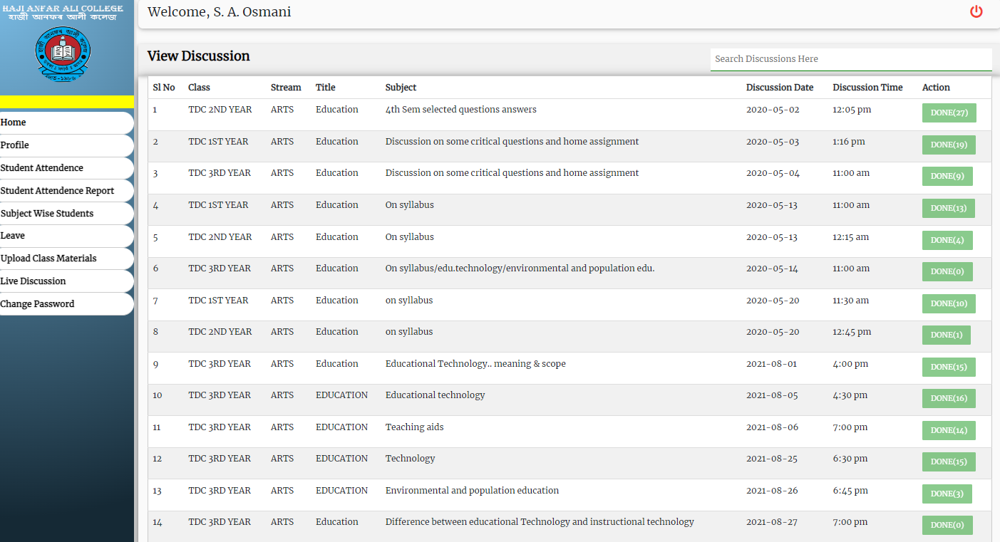 HAJI ANFAR ALI COLLEGE
হাজী আনফৰ আলী কলেজ
Home
Profile
Student Attendence
Student Attendence Report
Subject Wise Students
Leave
Upload Class Materials
Live Discussion
Change Password
Welcome, S. A. Osmani
View Discussion
Search Discussions Here
Sl No Class Stream Title Subject Discussion Date Discussion Time Action
1 TDC 2ND YEAR ARTS Education 4th Sem selected questions answers 2020-05-02 12:05 pm DONE(27)
2 TDC 1ST YEAR ARTS Education Discussion on some critical questions and home assignment 2020-05-03 1:16 pm DONE(19)
3 TDC 3RD YEAR ARTS Education Discussion on some critical questions and home assignment 2020-05-04 11:00 am DONE(9)
4 TDC 1ST YEAR ARTS Education On syllabus 2020-05-13 11:00 am DONE(13)
5 TDC 2ND YEAR ARTS Education On syllabus 2020-05-13 12:15 am DONE(4)
6 TDC 3RD YEAR ARTS Education On syllabus/edu.technology/environmental and population edu. 2020-05-14 11:00 am DONE(0)
7 TDC 1ST YEAR ARTS Education on syllabus 2020-05-20 11:30 am DONE(10)
8 TDC 2ND YEAR ARTS Education on syllabus 2020-05-20 12:45 pm DONE(1)
9 TDC 3RD YEAR ARTS Education Educational Technology.. meaning & scope 2021-08-01 4:00 pm DONE(15)
10 TDC 3RD YEAR ARTS EDUCATION Educational technology 2021-08-05 4:30 pm DONE(16)
11 TDC 3RD YEAR ARTS EDUCATION Teaching aids 2021-08-06 7:00 pm DONE(14)
12 TDC 3RD YEAR ARTS EDUCATION Technology 2021-08-25 6:30 pm DONE(15)
13 TDC 3RD YEAR ARTS EDUCATION Environmental and population education 2021-08-26 6:45 pm DONE(3)
14 TDC 3RD YEAR ARTS Education Difference between educational Technology and instructional technology 2021-08-27 7:00 pm DONE(0)